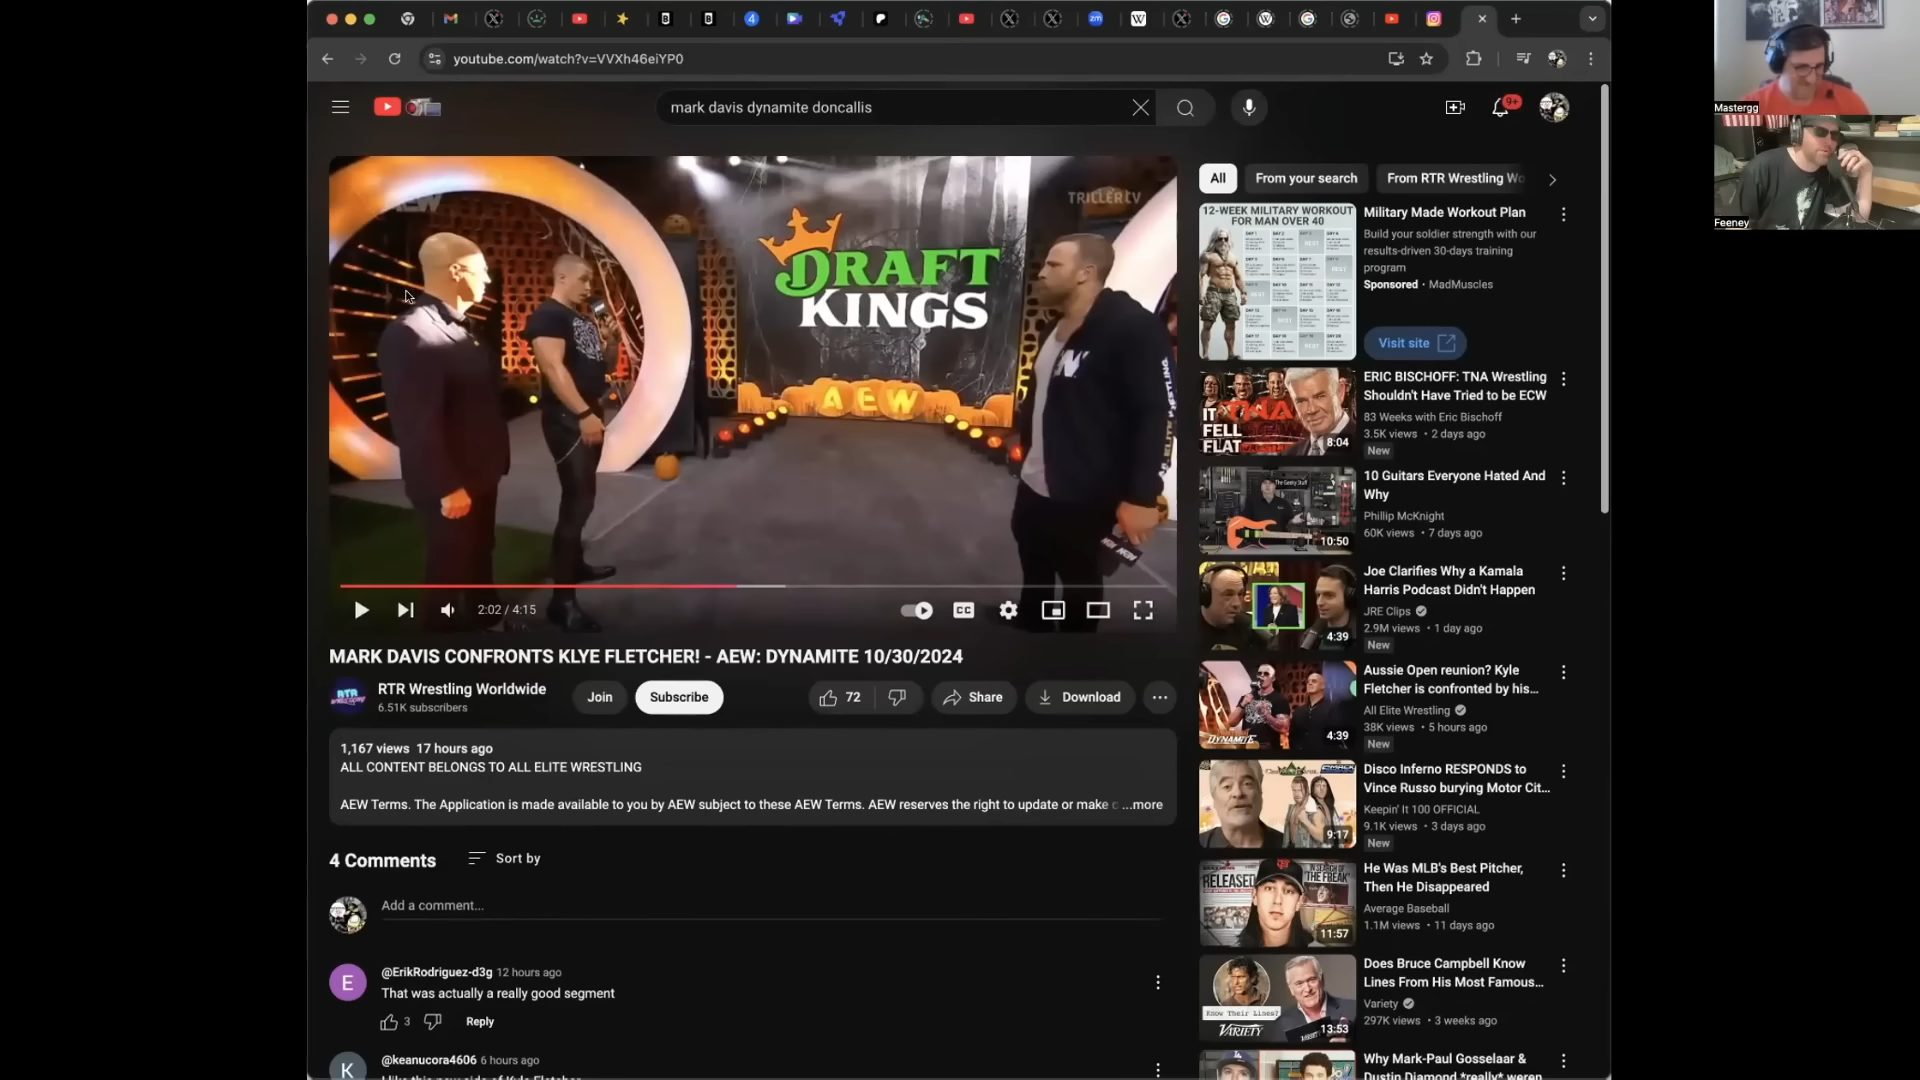 youtube.com/watch?v=VVXh46eiYP0
mark davis dynamite doncallis
9+
Mastergg
Feeney
AEW
TRILLERTV
DRAFT
KINGS
AEW
2:02 / 4:15
CC
MARK DAVIS CONFRONTS KLYE FLETCHER! - AEW: DYNAMITE 10/30/2024
RTR Wrestling Worldwide
6.51K subscribers
Join
Subscribe
72
Share
Download
1,167 views 17 hours ago
ALL CONTENT BELONGS TO ALL ELITE WRESTLING
AEW Terms. The Application is made available to you by AEW subject to these AEW Terms. AEW reserves the right to update or make
...more
4 Comments
Sort by
Add a comment...
E
@ErikRodriguez-d3g 12 hours ago
That was actually a really good segment
3
Reply
K
@keanucora4606 6 hours ago
All
From your search
From RTR Wrestling Wo
12-WEEK MILITARY WORKOUT
FOR MAN OVER 40
Military Made Workout Plan
Build your soldier strength with our
results-driven 30-days training
program
Sponsored • MadMuscles
Visit site
IT
FELL
FLAT
8:04
ERIC BISCHOFF: TNA Wrestling
Shouldn't Have Tried to be ECW
83 Weeks with Eric Bischoff
3.5K views • 2 days ago
New
10:50
10 Guitars Everyone Hated And
Why
Phillip McKnight
60K views • 7 days ago
4:39
Joe Clarifies Why a Kamala
Harris Podcast Didn't Happen
JRE Clips
2.9M views • 1 day ago
New
DYNAMITE
4:39
Aussie Open reunion? Kyle
Fletcher is confronted by his...
All Elite Wrestling
38K views • 5 hours ago
New
9:17
Disco Inferno RESPONDS to
Vince Russo burying Motor Cit...
Keepin' It 100 OFFICIAL
9.1K views • 3 days ago
New
RELEASED
IN SEARCH OF
"THE FREAK"
11:57
He Was MLB's Best Pitcher,
Then He Disappeared
Average Baseball
1.1M views • 11 days ago
Know Their Lines?
VARIETY
13:53
Does Bruce Campbell Know
Lines From His Most Famous...
Variety
297K views • 3 weeks ago
Why Mark-Paul Gosselaar &
Dustin Diamond *really* weren